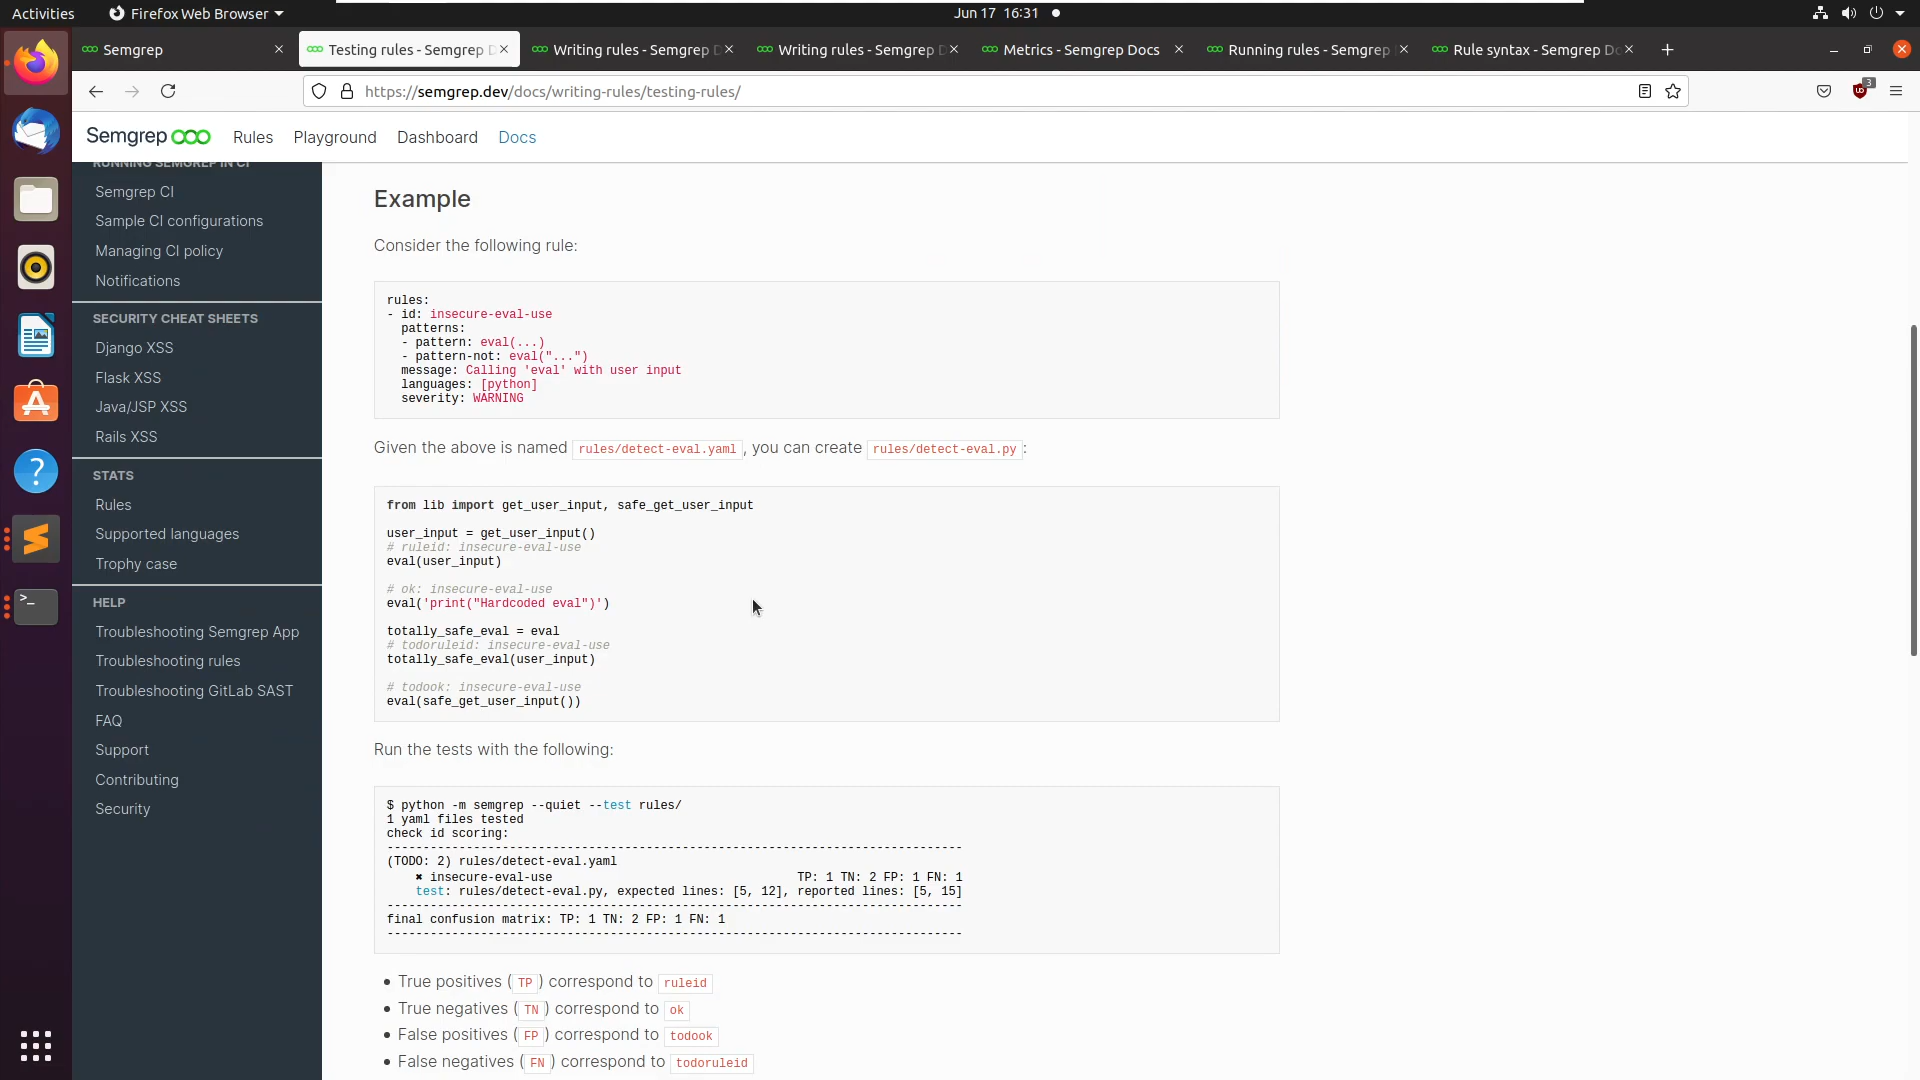 Activities
Firefox Web Browser
Jun 17 16:31
Semgrep
Testing rules - Semgrep D
Writing rules - Semgrep D
Writing rules - Semgrep D
Metrics - Semgrep Docs
Running rules - Semgrep
Rule syntax - Semgrep Do
https://semgrep.dev/docs/writing-rules/testing-rules/
3
Semgrep
Rules
Playground
Dashboard
Docs
RUNNING SEMGREP IN CI
Semgrep CI
Sample CI configurations
Managing CI policy
Notifications
SECURITY CHEAT SHEETS
Django XSS
Flask XSS
Java/JSP XSS
Rails XSS
STATS
Rules
Supported languages
Trophy case
HELP
Troubleshooting Semgrep App
Troubleshooting rules
Troubleshooting GitLab SAST
FAQ
Support
Contributing
Security
Example
Consider the following rule:
rules:
- id: insecure-eval-use
patterns:
- pattern: eval(...)
- pattern-not: eval("...")
message: Calling 'eval' with user input
languages: [python]
severity: WARNING
Given the above is named rules/detect-eval.yaml, you can create rules/detect-eval.py:
from lib import get_user_input, safe_get_user_input
user_input = get_user_input()
# ruleid: insecure-eval-use
eval(user_input)
# ok: insecure-eval-use
eval('print("Hardcoded eval")')
totally_safe_eval = eval
# todoruleid: insecure-eval-use
totally_safe_eval(user_input)
# todook: insecure-eval-use
eval(safe_get_user_input())
Run the tests with the following:
$ python -m semgrep --quiet --test rules/
1 yaml files tested
check id scoring:
--------------------------------------------------------------------------------
(TODO: 2) rules/detect-eval.yaml
✖ insecure-eval-use TP: 1 TN: 2 FP: 1 FN: 1
test: rules/detect-eval.py, expected lines: [5, 12], reported lines: [5, 15]
--------------------------------------------------------------------------------
final confusion matrix: TP: 1 TN: 2 FP: 1 FN: 1
--------------------------------------------------------------------------------
• True positives (TP) correspond to ruleid
• True negatives (TN) correspond to ok
• False positives (FP) correspond to todook
• False negatives (FN) correspond to todoruleid